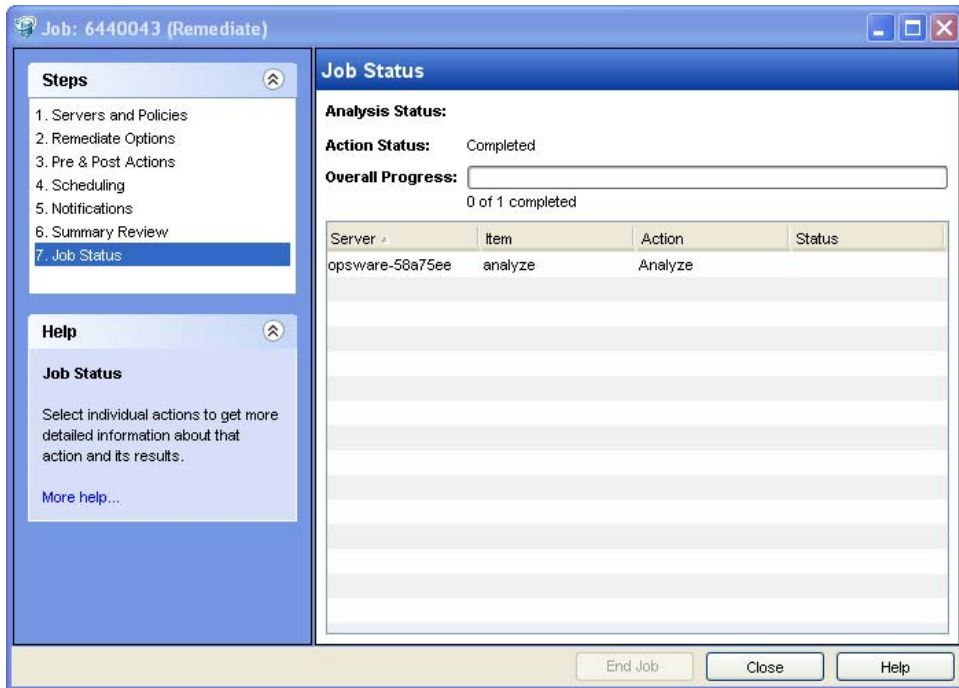 Job: 6440043 (Remediate)
Steps
1. Servers and Policies
2. Remediate Options
3. Pre & Post Actions
4. Scheduling
5. Notifications
6. Summary Review
7. Job Status
Help
Job Status
Select individual actions to get more
detailed information about that
action and its results.
More help...
Job Status
Analysis Status:
Action Status: Completed
Overall Progress:
0 of 1 completed
Server Item Action Status
opsware-58a75ee analyze Analyze
End Job Close Help